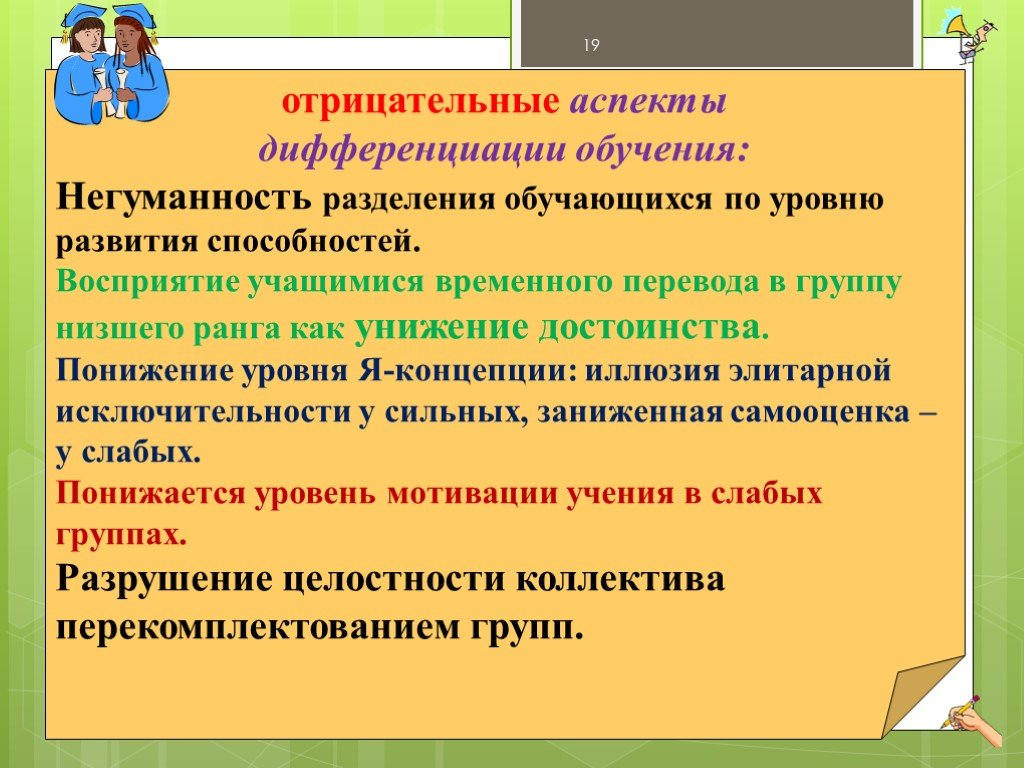 19
отрицательные аспекты
дифференциации обучения:
Негуманность разделения обучающихся по уровню
развития способностей.
Восприятие учащимися временного перевода в группу
низшего ранга как унижение достоинства.
Понижение уровня Я-концепции: иллюзия элитарной
исключительности у сильных, заниженная самооценка –
у слабых.
Понижается уровень мотивации учения в слабых
группах.
Разрушение целостности коллектива
перекомплектованием групп.